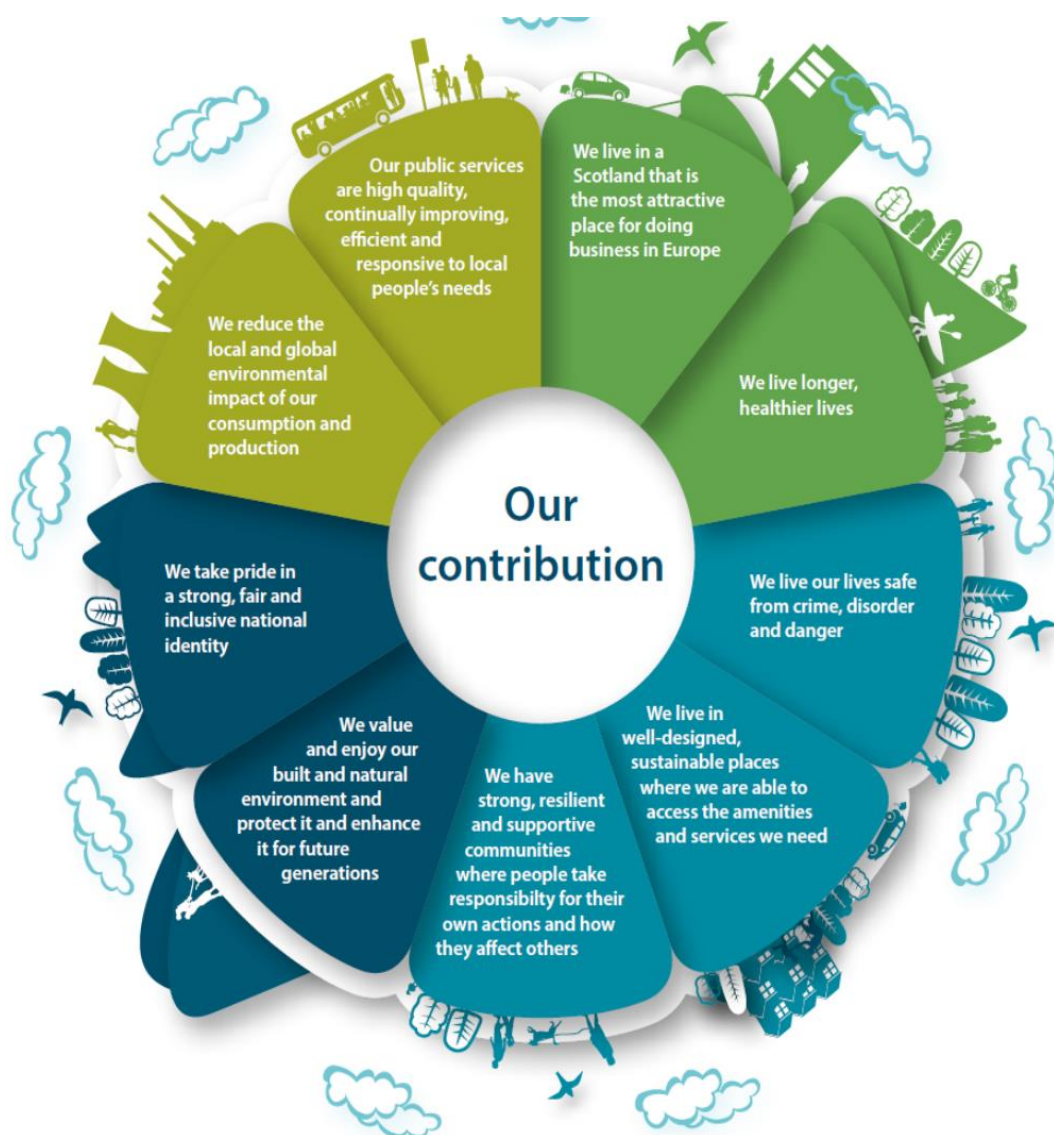 Our
contribution
We live in a
Scotland that is
the most attractive
place for doing
business in Europe
We live longer,
healthier lives
We live our lives safe
from crime, disorder
and danger
We live in
well-designed,
sustainable places
where we are able to
access the amenities
and services we need
We have
strong, resilient
and supportive
communities
where people take
responsibilty for their
own actions and how
they affect others
We value
and enjoy our
built and natural
environment and
protect it and enhance
it for future
generations
We take pride in
a strong, fair and
inclusive national
identity
We reduce the
local and global
environmental
impact of our
consumption and
production
Our public services
are high quality,
continually improving,
efficient and
responsive to local
people's needs